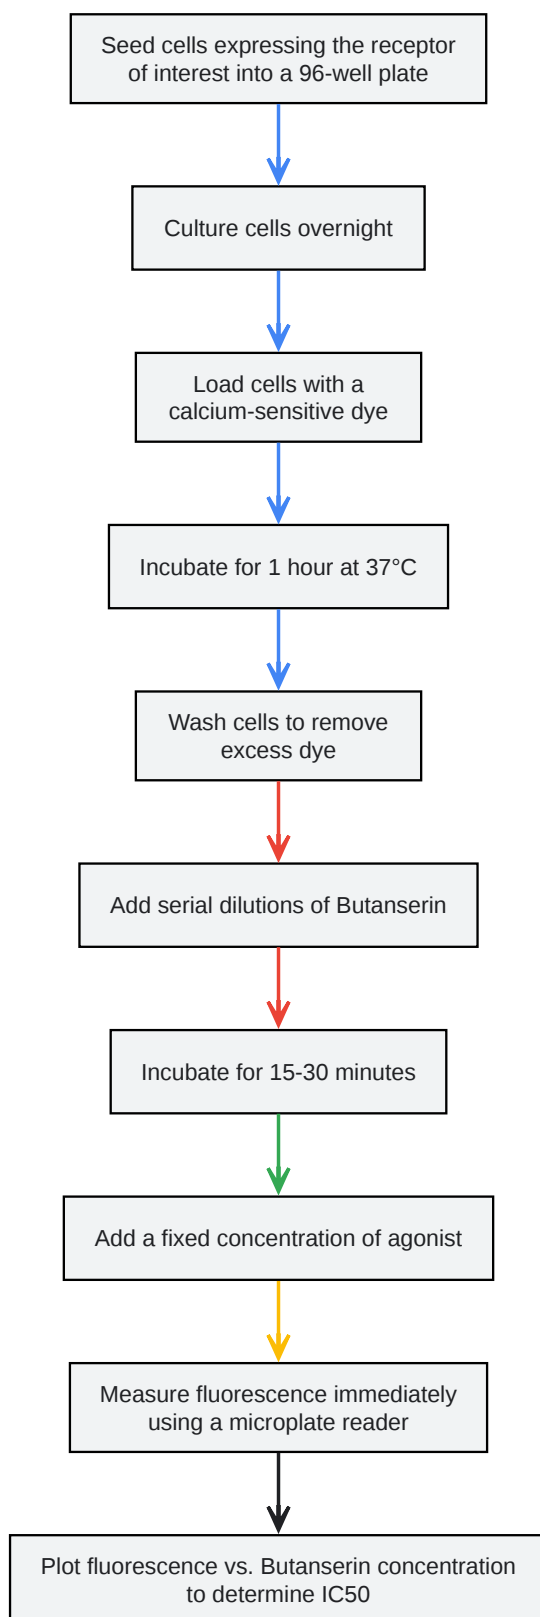 Seed cells expressing the receptor
of interest into a 96-well plate
Culture cells overnight
Load cells with a
calcium-sensitive dye
Incubate for 1 hour at 37°C
Wash cells to remove
excess dye
Add serial dilutions of Butanserin
Incubate for 15-30 minutes
Add a fixed concentration of agonist
Measure fluorescence immediately
using a microplate reader
Plot fluorescence vs. Butanserin concentration
to determine IC50